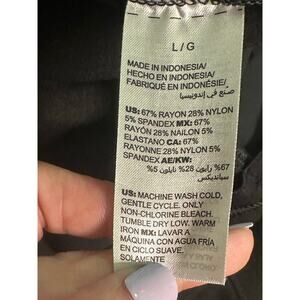 L / G
MADE IN INDONESIA/
HECHO EN INDONESIA/
FABRIQUÉ EN INDONÉSIE/
صنع في إندونيسيا
US: 67% RAYON 28% NYLON
5% SPANDEX MX: 67%
RAYÓN 28% NAILON 5%
ELASTANO CA: 67%
RAYONNE 28% NYLON 5%
SPANDEX AE/KW:
67% رايون 28% نايلون 5%
سبانديكس
US: MACHINE WASH COLD,
GENTLE CYCLE. ONLY
NON-CHLORINE BLEACH.
TUMBLE DRY LOW. WARM
IRON MX: LAVAR A
MÁQUINA CON AGUA FRÍA
EN CICLO SUAVE.
SOLAMENTE